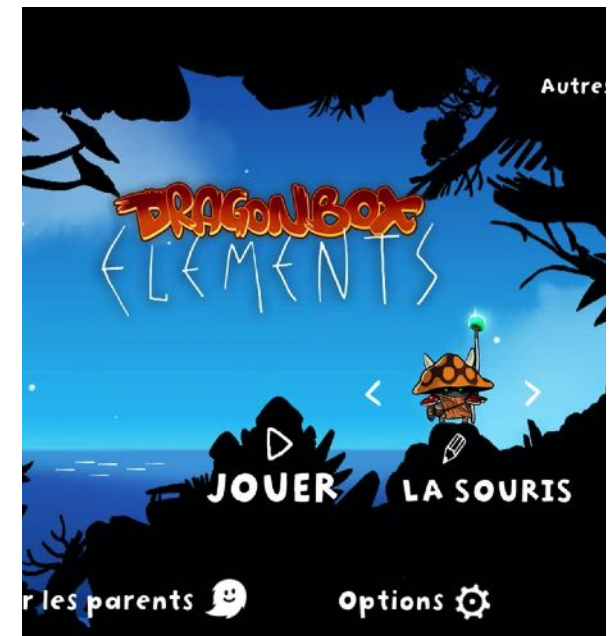 Autres
DRAGONBOX
ELEMENTS
JOUER
LA SOURIS
r les parents
Options